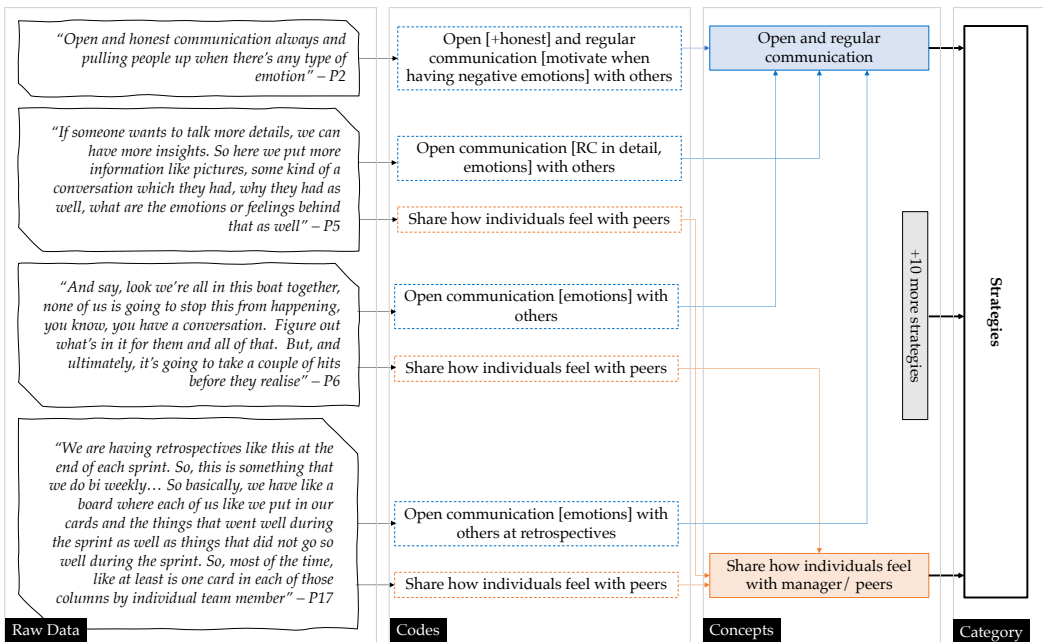 “Open and honest communication always and
pulling people up when there’s any type of
emotion” – P2
“If someone wants to talk more details, we can
have more insights. So here we put more
information like pictures, some kind of a
conversation which they had, why they had as
well, what are the emotions or feelings behind
that as well” – P5
“And say, look we’re all in this boat together,
none of us is going to stop this from happening,
you know, you have a conversation. Figure out
what’s in it for them and all of that. But, and
ultimately, it’s going to take a couple of hits
before they realise” – P6
“We are having retrospectives like this at the
end of each sprint. So, this is something that
we do bi weekly… So basically, we have like a
board where each of us like we put in our
cards and the things that went well during
the sprint as well as things that did not go so
well during the sprint. So, most of the time,
like at least is one card in each of those
columns by individual team member” – P17
Raw Data
Open [+honest] and regular
communication [motivate when
having negative emotions] with others
Open communication [RC in detail,
emotions] with others
Share how individuals feel with peers
Open communication [emotions] with
others
Share how individuals feel with peers
Open communication [emotions] with
others at retrospectives
Share how individuals feel with peers
Codes
Open and regular
communication
+10 more strategies
Share how individuals feel
with manager/ peers
Concepts
Strategies
Category